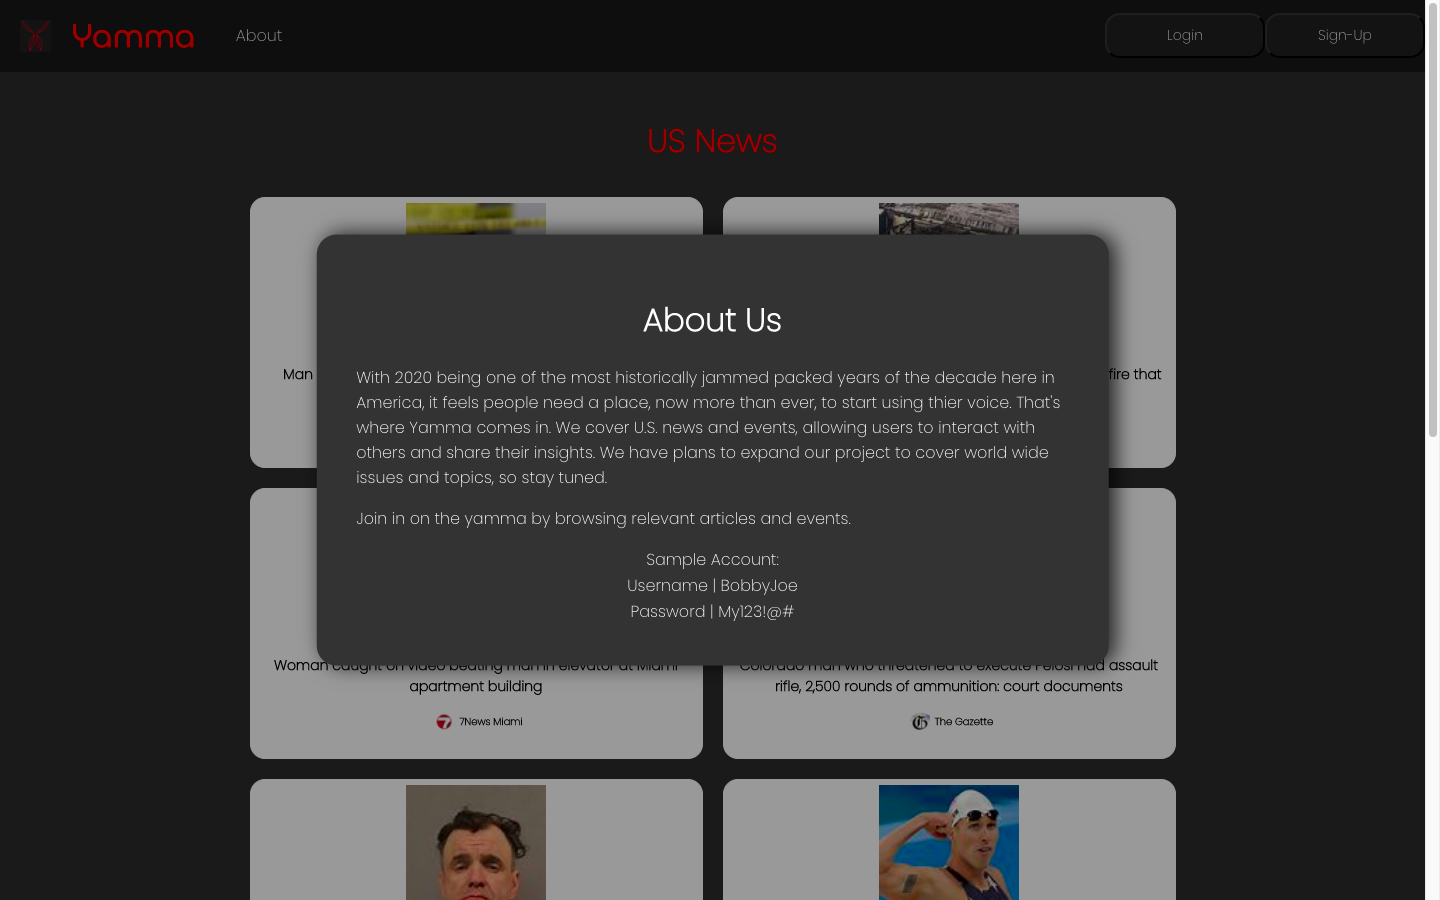 Yamma
About
Login
Sign-Up
US News
About Us
With 2020 being one of the most historically jammed packed years of the decade here in
America, it feels people need a place, now more than ever, to start using thier voice. That's
where Yamma comes in. We cover U.S. news and events, allowing users to interact with
others and share their insights. We have plans to expand our project to cover world wide
issues and topics, so stay tuned.
Join in on the yamma by browsing relevant articles and events.
Sample Account:
Username | BobbyJoe
Password | My123!@#
Man
fire that
Woman caught on video beating man in elevator at Miami
apartment building
7News Miami
Colorado man who threatened to execute Pelosi had assault
rifle, 2,500 rounds of ammunition: court documents
The Gazette